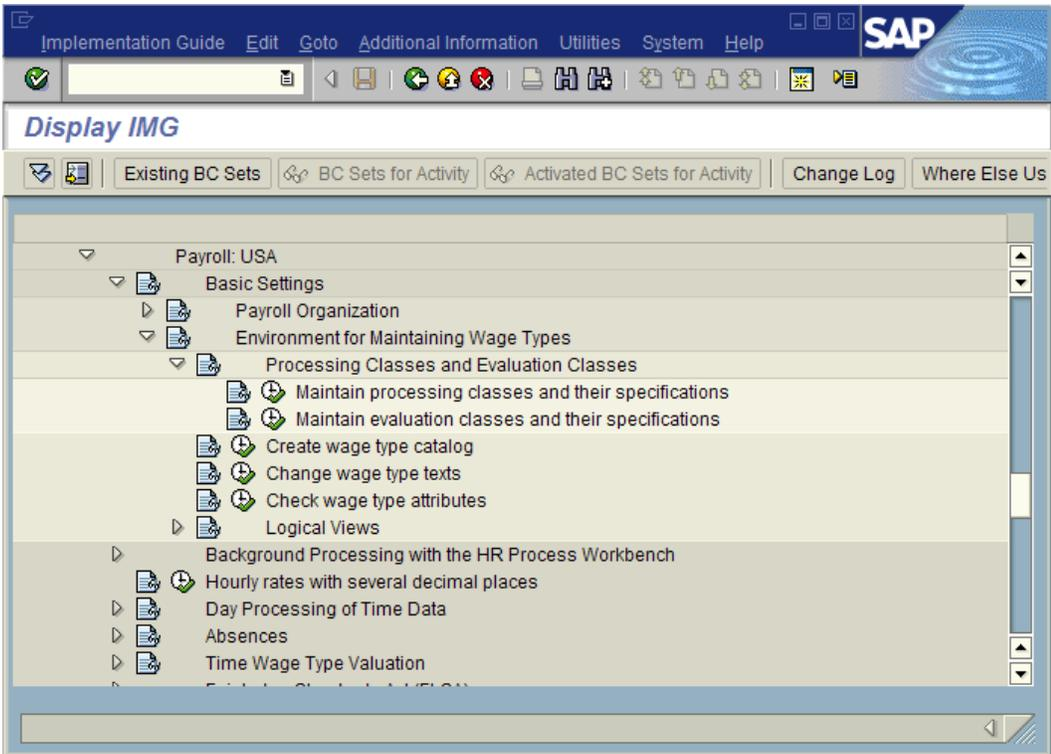 Implementation Guide Edit Goto Additional Information Utilities System Help
SAP
Display IMG
Existing BC Sets BC Sets for Activity Activated BC Sets for Activity Change Log Where Else Us
Payroll: USA
Basic Settings
Payroll Organization
Environment for Maintaining Wage Types
Processing Classes and Evaluation Classes
Maintain processing classes and their specifications
Maintain evaluation classes and their specifications
Create wage type catalog
Change wage type texts
Check wage type attributes
Logical Views
Background Processing with the HR Process Workbench
Hourly rates with several decimal places
Day Processing of Time Data
Absences
Time Wage Type Valuation